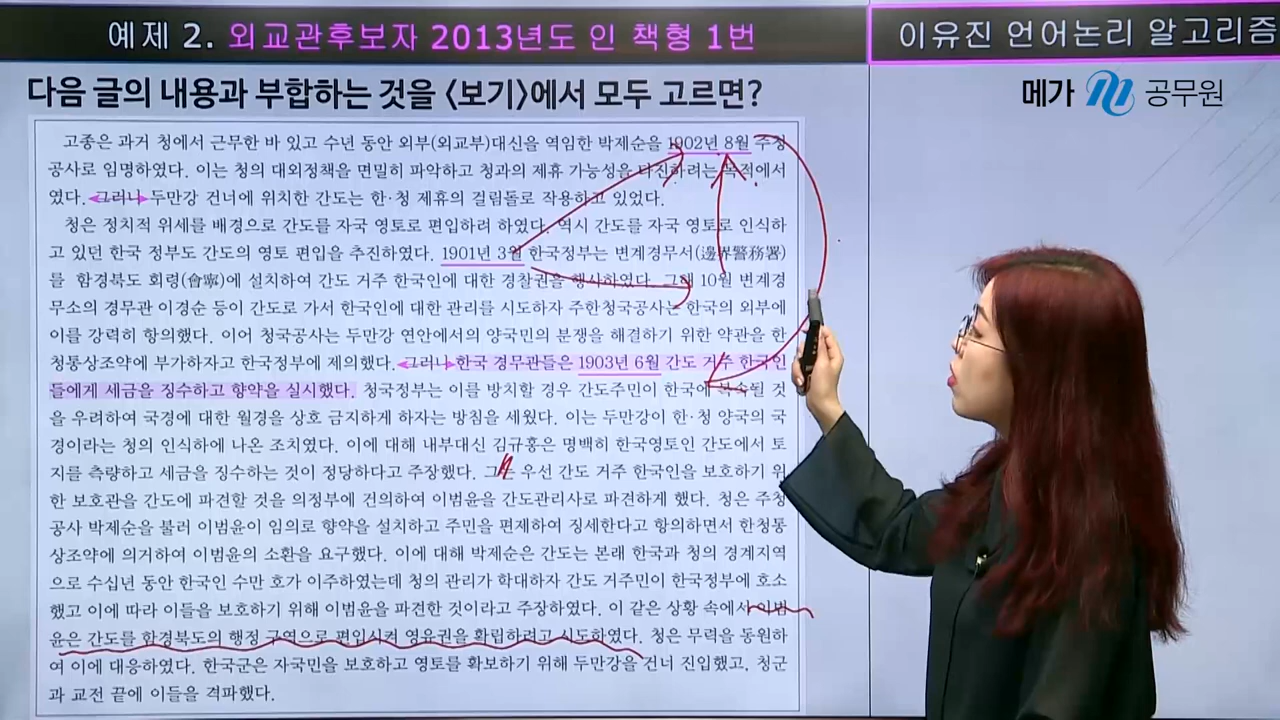 예제 2. 외교관후보자 2013년도 인 책형 1번
이유진 언어논리 알고리즘
다음 글의 내용과 부합하는 것을 <보기>에서 모두 고르면?
메가 공무원
고종은 과거 청에서 근무한 바 있고 수년 동안 외부(외교부)대신을 역임한 박제순을 1902년 8월 주청
공사로 임명하였다. 이는 청의 대외정책을 면밀히 파악하고 청과의 제휴 가능성을 타진하려는 목적에서
였다. 그러나 두만강 건너에 위치한 간도는 한·청 제휴의 걸림돌로 작용하고 있었다.
청은 정치적 위세를 배경으로 간도를 자국 영토로 편입하려 하였다. 역시 간도를 자국 영토로 인식하
고 있던 한국 정부도 간도의 영토 편입을 추진하였다. 1901년 3월 한국정부는 변계경무서(邊界警務署)
를 함경북도 회령(會寧)에 설치하여 간도 거주 한국인에 대한 경찰권을 행사하였다. 그해 10월 변계경
무소의 경무관 이경순 등이 간도로 가서 한국인에 대한 관리를 시도하자 주한청국공사는 한국의 외부에
이를 강력히 항의했다. 이어 청국공사는 두만강 연안에서의 양국민의 분쟁을 해결하기 위한 약관을 한
청통상조약에 부가하자고 한국정부에 제의했다. 그러나 한국 경무관들은 1903년 6월 간도 거주 한국인
들에게 세금을 징수하고 향약을 실시했다. 청국정부는 이를 방치할 경우 간도주민이 한국에 복속될 것
을 우려하여 국경에 대한 월경을 상호 금지하게 하자는 방침을 세웠다. 이는 두만강이 한·청 양국의 국
경이라는 청의 인식하에 나온 조치였다. 이에 대해 내부대신 김규홍은 명백히 한국영토인 간도에서 토
지를 측량하고 세금을 징수하는 것이 정당하다고 주장했다. 그는 우선 간도 거주 한국인을 보호하기 위
한 보호관을 간도에 파견할 것을 의정부에 건의하여 이범윤을 간도관리사로 파견하게 했다. 청은 주청
공사 박제순을 불러 이범윤이 임의로 향약을 설치하고 주민을 편제하여 징세한다고 항의하면서 한청통
상조약에 의거하여 이범윤의 소환을 요구했다. 이에 대해 박제순은 간도는 본래 한국과 청의 경계지역
으로 수십년 동안 한국인 수만 호가 이주하였는데 청의 관리가 학대하자 간도 거주민이 한국정부에 호소
했고 이에 따라 이들을 보호하기 위해 이범윤을 파견한 것이라고 주장하였다. 이 같은 상황 속에서 이범
윤은 간도를 함경북도의 행정 구역으로 편입시켜 영유권을 확립하려고 시도하였다. 청은 무력을 동원하
여 이에 대응하였다. 한국군은 자국민을 보호하고 영토를 확보하기 위해 두만강을 건너 진입했고, 청군
과 교전 끝에 이들을 격파했다.